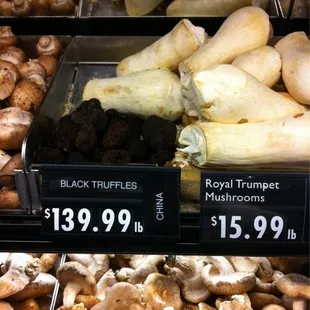 BLACK TRUFFLES
$139.99 lb
CHINA
Royal Trumpet
Mushrooms
$15.99 lb